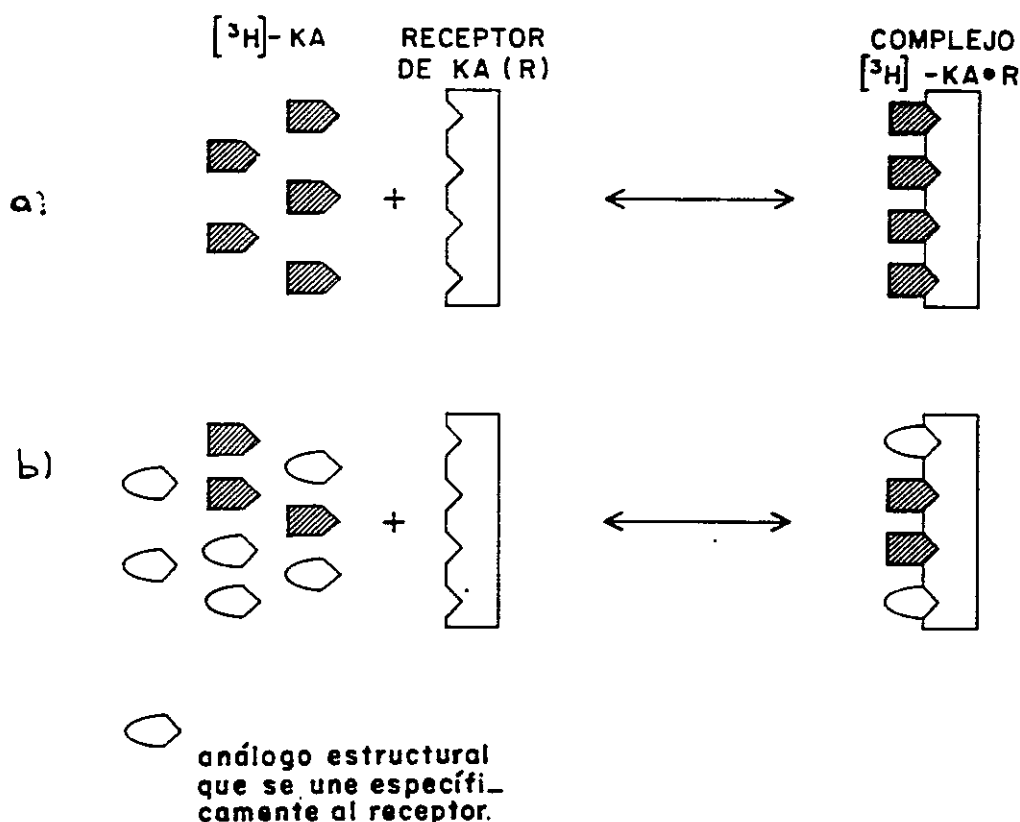 [³H]-KA
RECEPTOR
DE KA (R)
COMPLEJO
[³H] -KA•R
a)
+
b)
+
análogo estructural
que se une específi_
camente al receptor.